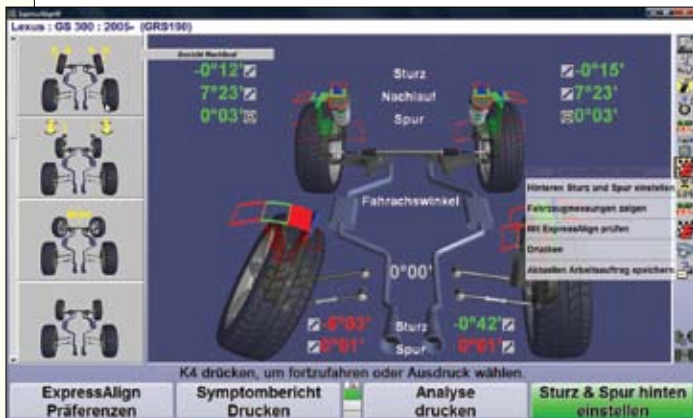 ExpressAlign®
Lexus : GS 300 : 2005- (GRS190)
Ansicht Nachlauf
-0°12' Sturz -0°15'
7°23' Nachlauf 7°23'
0°03' Spur 0°03'
Hinteren Sturz und Spur einstellen
Fahrzeugmessungen zeigen
Mit ExpressAlign prüfen
Drucken
Aktuellen Arbeitsauftrag speichern
Fahrachswinkel
0°00'
Sturz -0°42'
0°01' Spur 0°01'
K4 drücken, um fortzufahren oder Ausdruck wählen.
ExpressAlign
Präferenzen
Symptombericht
Drucken
Analyse
drucken
Sturz & Spur hinten
einstellen